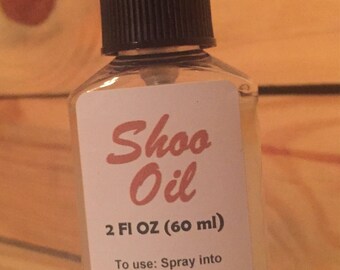 Shoo
Oil
2 Fl OZ (60 ml)
To use: Spray into